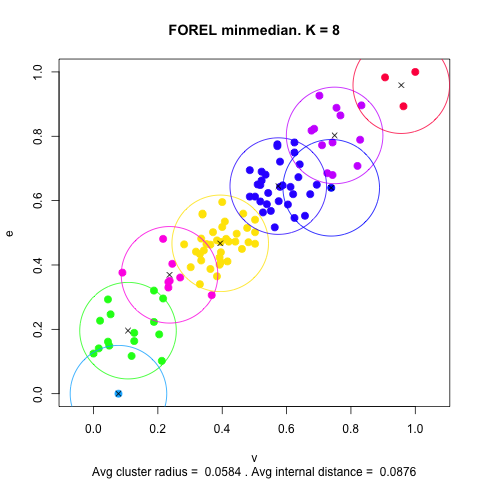 FOREL minmedian. K = 8
e
1.0
0.8
0.6
0.4
0.2
0.0
0.0 0.2 0.4 0.6 0.8 1.0
v
Avg cluster radius =  0.0584 . Avg internal distance =  0.0876